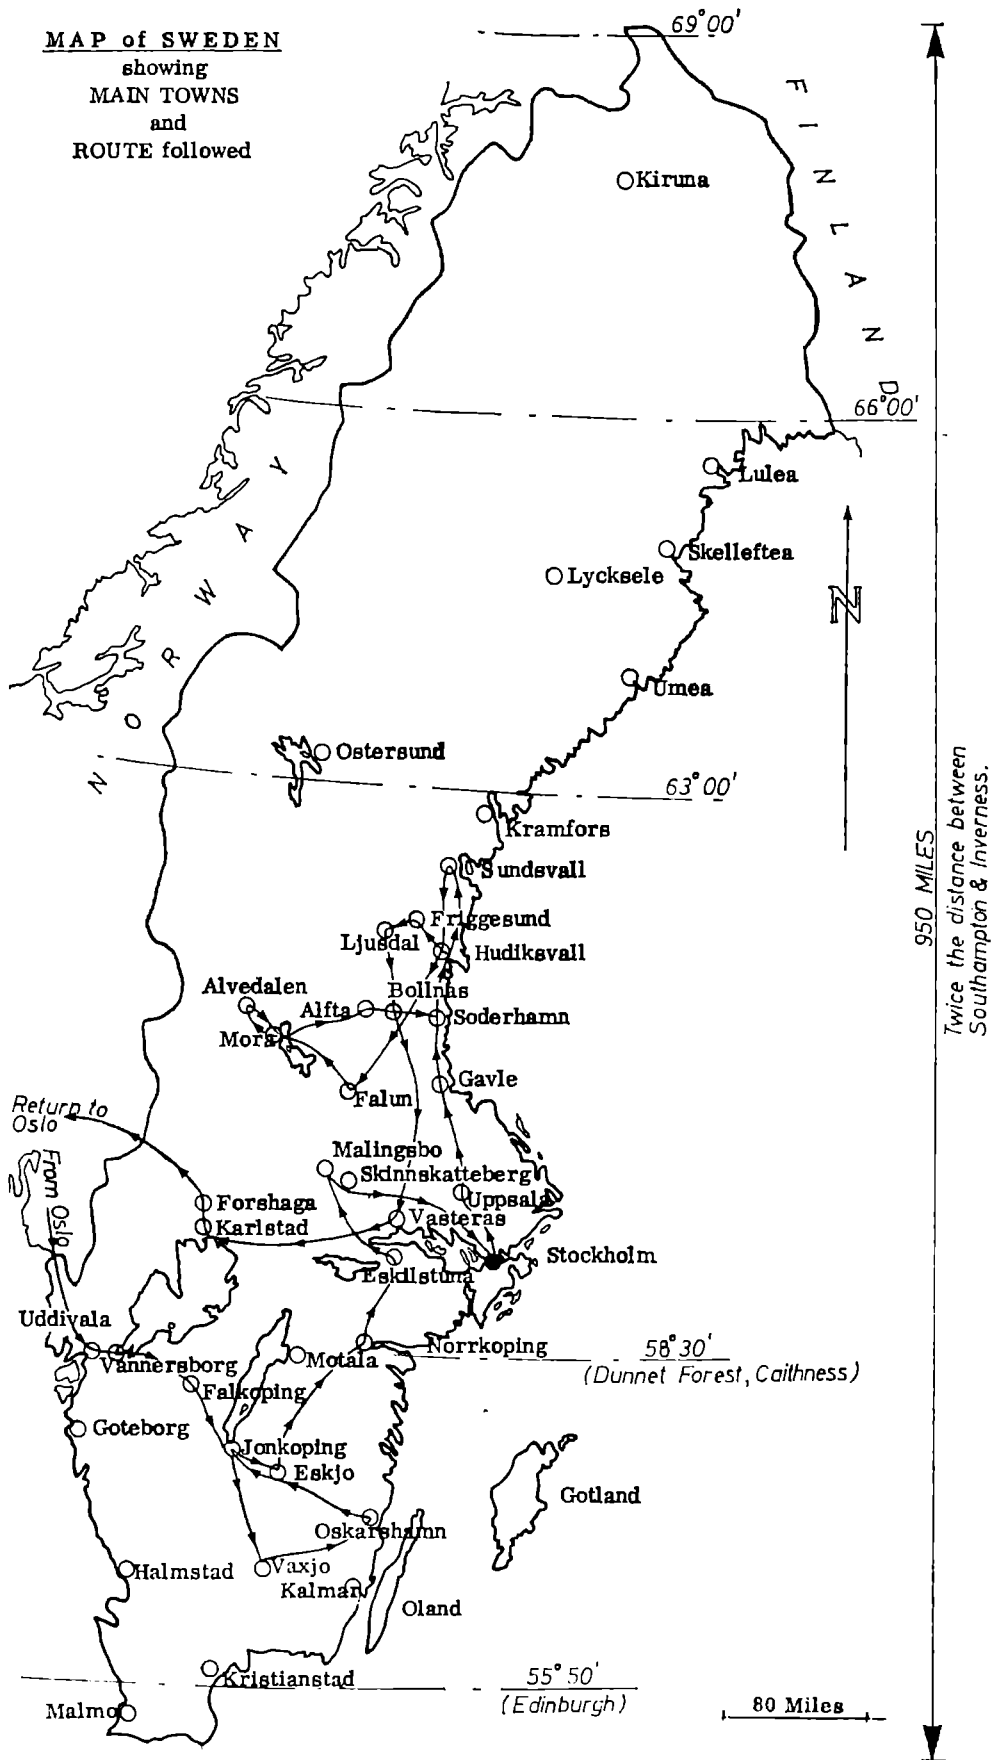 MAP of SWEDEN
showing
MAIN TOWNS
and
ROUTE followed
69°00'
FINLAND
Kiruna
66°00'
NORWAY
Lulea
Skelleftea
Lycksele
N
Umea
Ostersund
63°00'
Kramfors
950 MILES
Twice the distance between
Southampton & Inverness.
Sundsvall
Friggesund
Ljusdal
Hudiksvall
Alvedalen
Bollnas
Alfta
Soderhamn
Mora
Gavle
Falun
Return to
Oslo
From Oslo
Malingsbo
Skinnskatteberg
Uppsala
Forshaga
Karlstad
Vasteras
Stockholm
Eskilstuna
Uddivala
Vannersborg
Motala
Norrkoping
58°30'
(Dunnet Forest, Caithness)
Falkoping
Goteborg
Jonkoping
Eskjo
Gotland
Oskarshamn
Halmstad
Vaxjo
Kalmar
Oland
Kristianstad
55°50'
(Edinburgh)
Malmo
80 Miles